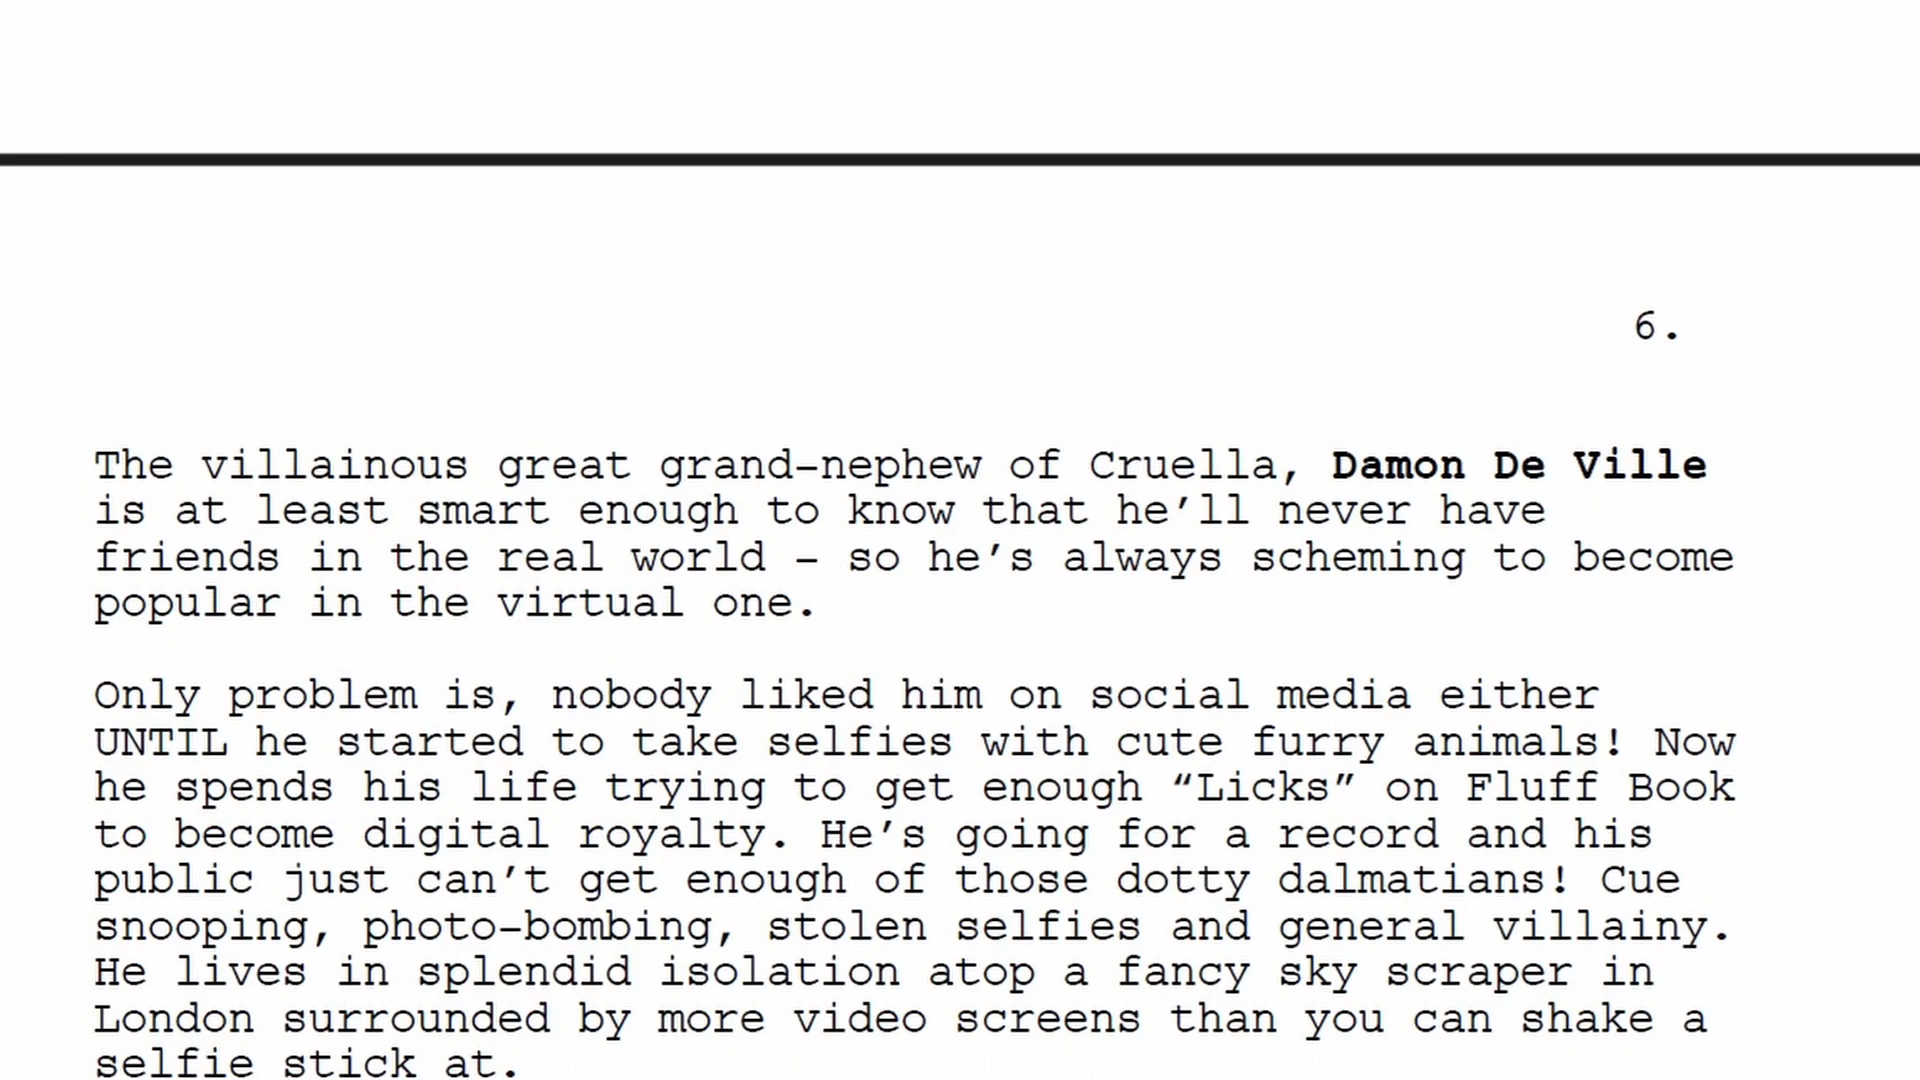 6.
The villainous great grand-nephew of Cruella, Damon De Ville
is at least smart enough to know that he’ll never have
friends in the real world – so he’s always scheming to become
popular in the virtual one.
Only problem is, nobody liked him on social media either
UNTIL he started to take selfies with cute furry animals! Now
he spends his life trying to get enough “Licks” on Fluff Book
to become digital royalty. He’s going for a record and his
public just can’t get enough of those dotty dalmatians! Cue
snooping, photo-bombing, stolen selfies and general villainy.
He lives in splendid isolation atop a fancy sky scraper in
London surrounded by more video screens than you can shake a
selfie stick at.